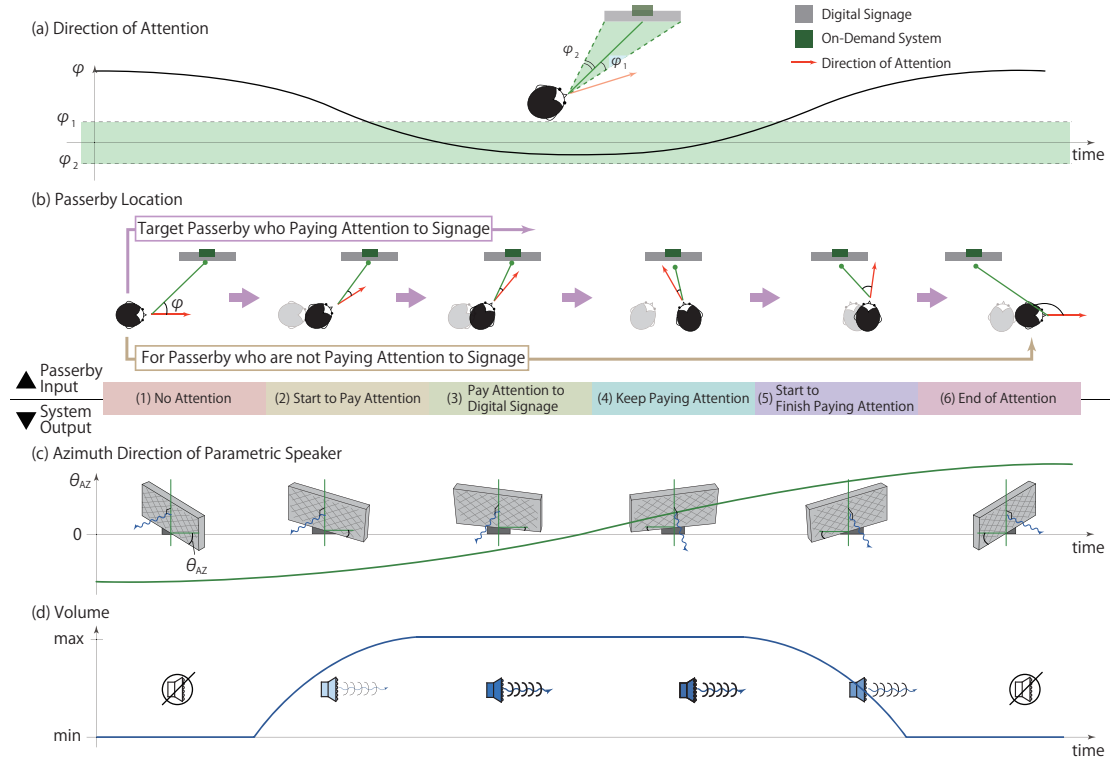 (a) Direction of Attention
Digital Signage
On-Demand System
Direction of Attention
φ
φ₁
φ₂
φ₂
φ₁
time
(b) Passerby Location
Target Passerby who Paying Attention to Signage
φ
For Passerby who are not Paying Attention to Signage
Passerby
Input
System
Output
(1) No Attention
(2) Start to Pay Attention
(3) Pay Attention to
Digital Signage
(4) Keep Paying Attention
(5) Start to
Finish Paying Attention
(6) End of Attention
(c) Azimuth Direction of Parametric Speaker
θAZ
0
θAZ
time
(d) Volume
max
min
time